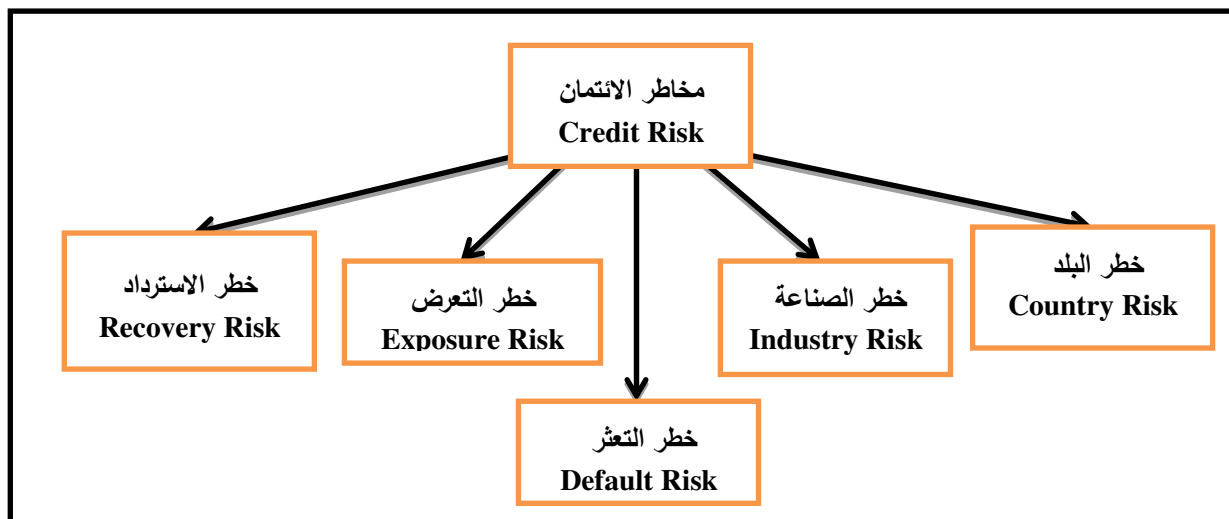 مخاطر الائتمان
Credit Risk
خطر الاسترداد
Recovery Risk
خطر التعرض
Exposure Risk
خطر التعثر
Default Risk
خطر الصناعة
Industry Risk
خطر البلد
Country Risk